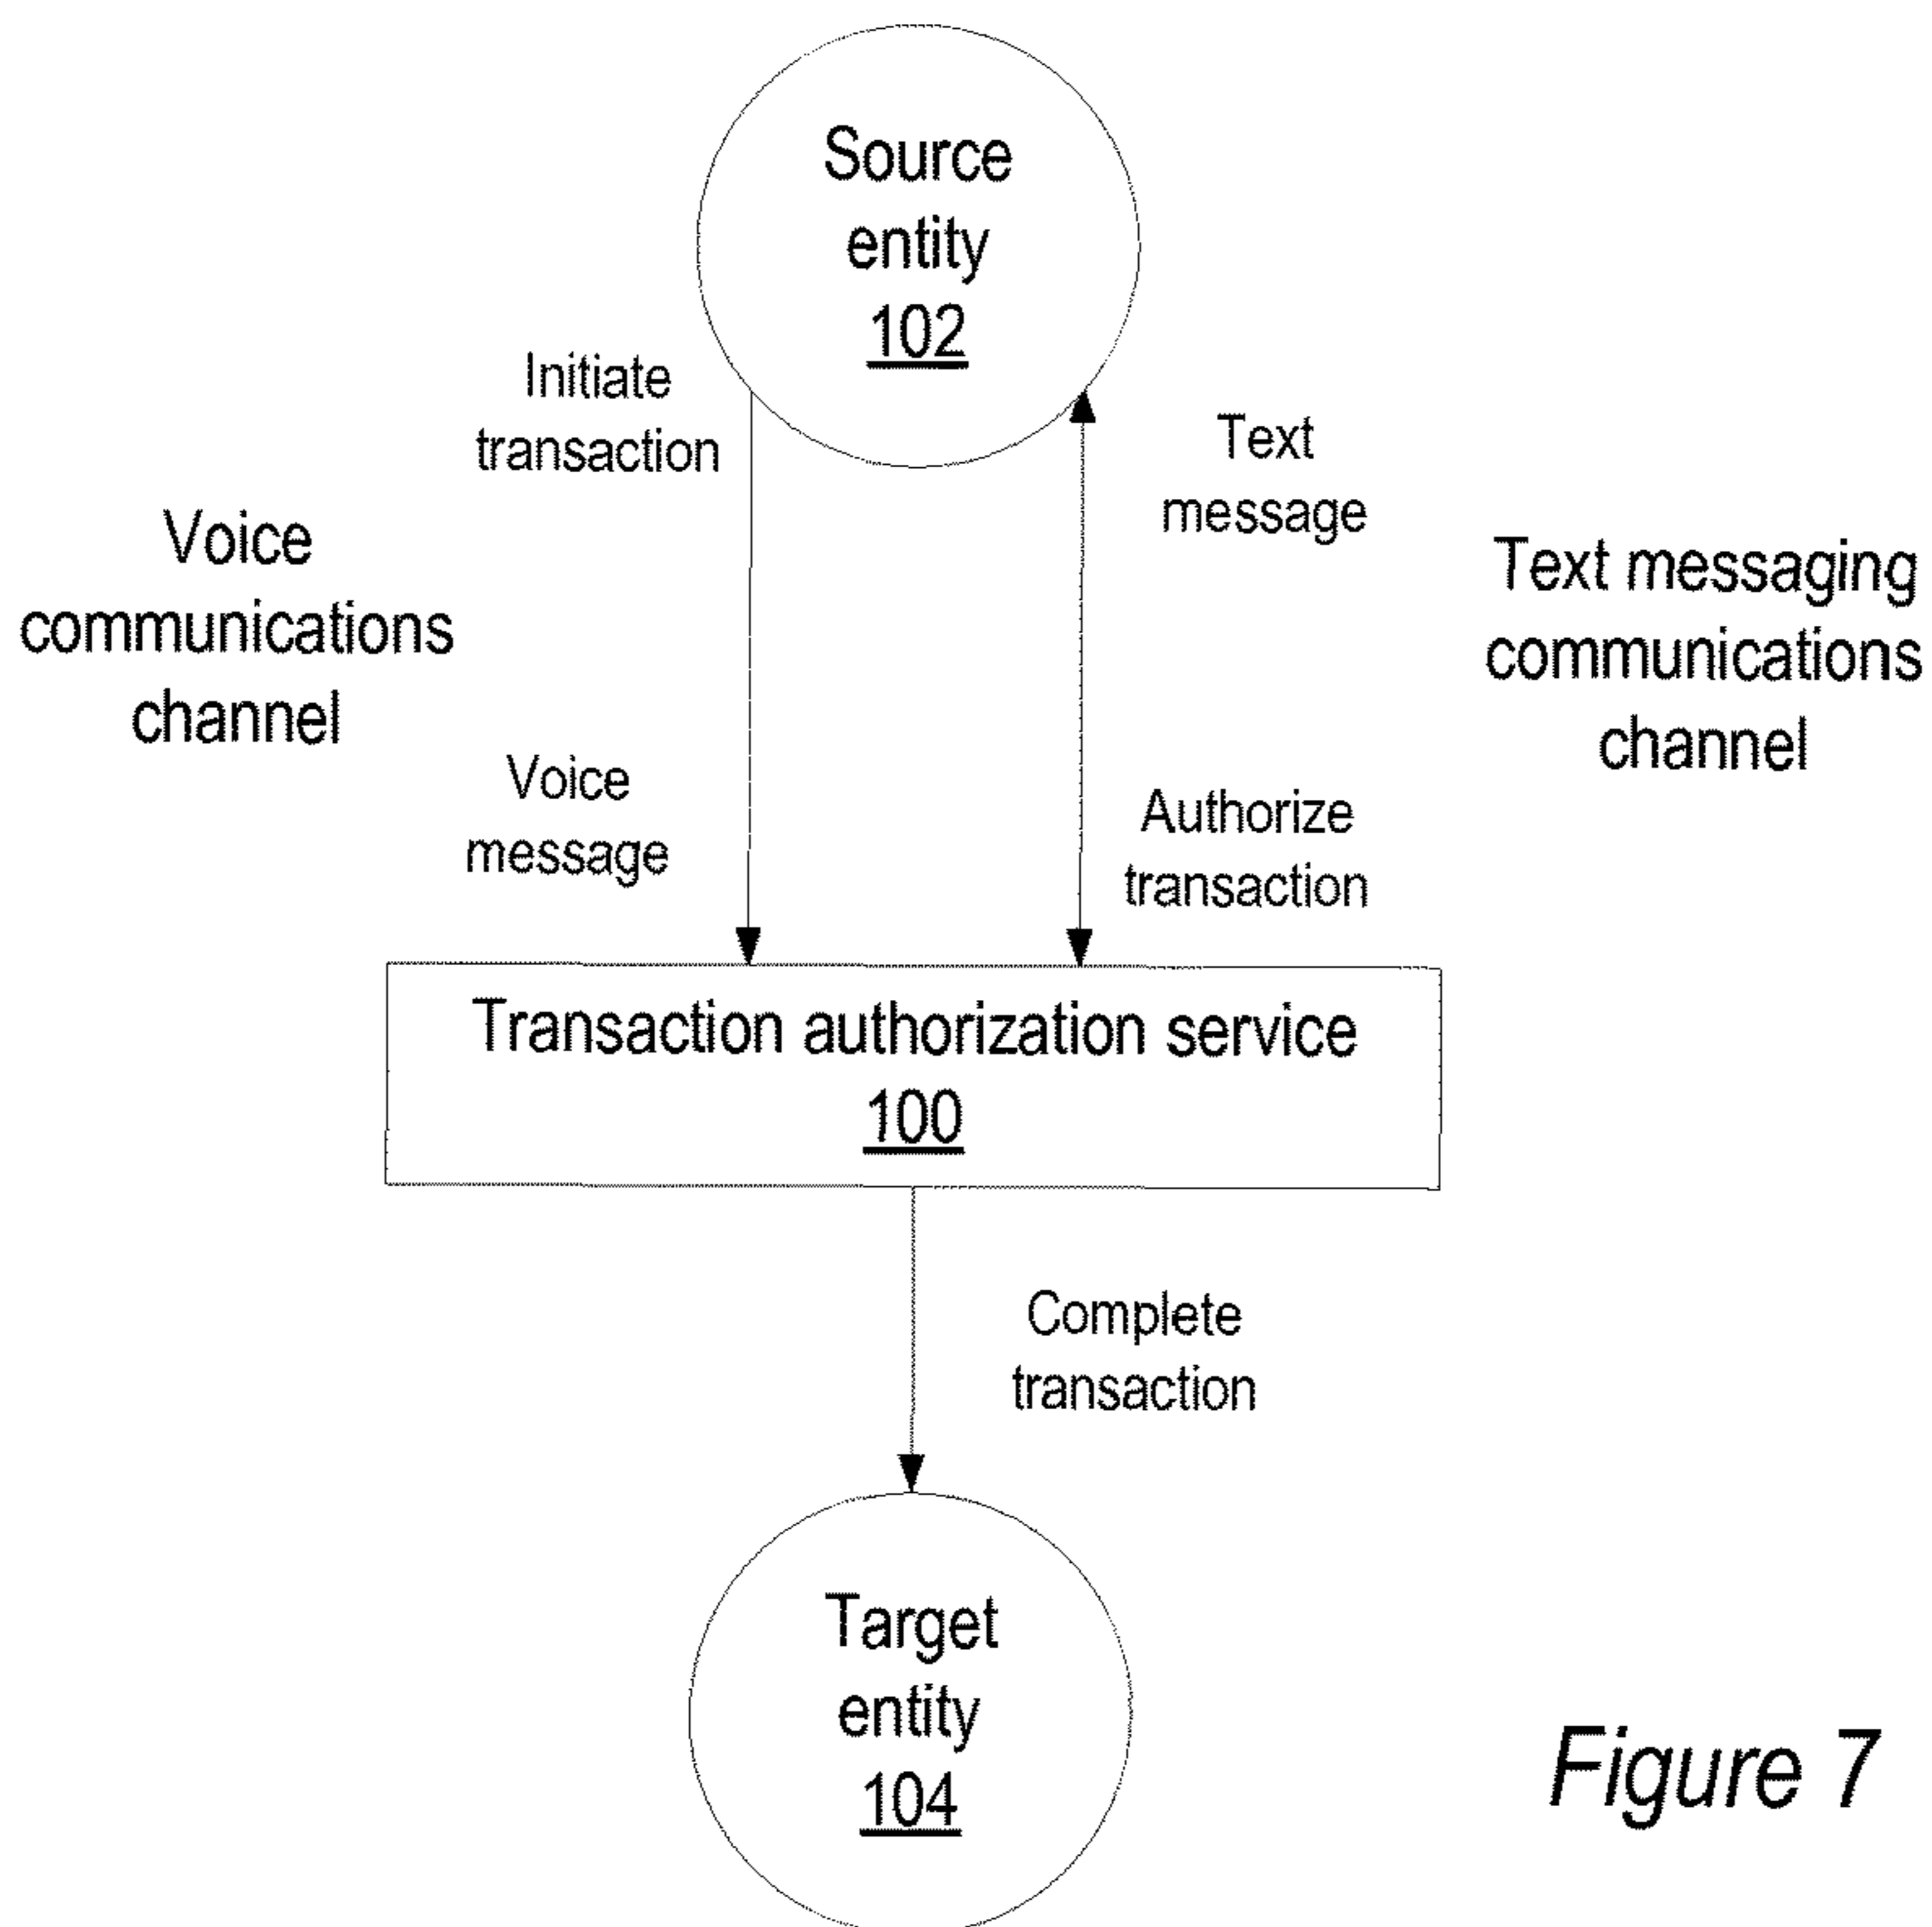 Source
entity
102
Initiate
transaction
Text
message
Voice
communications
channel
Text messaging
communications
channel
Voice
message
Authorize
transaction
Transaction authorization service
100
Complete
transaction
Target
entity
104
Figure 7